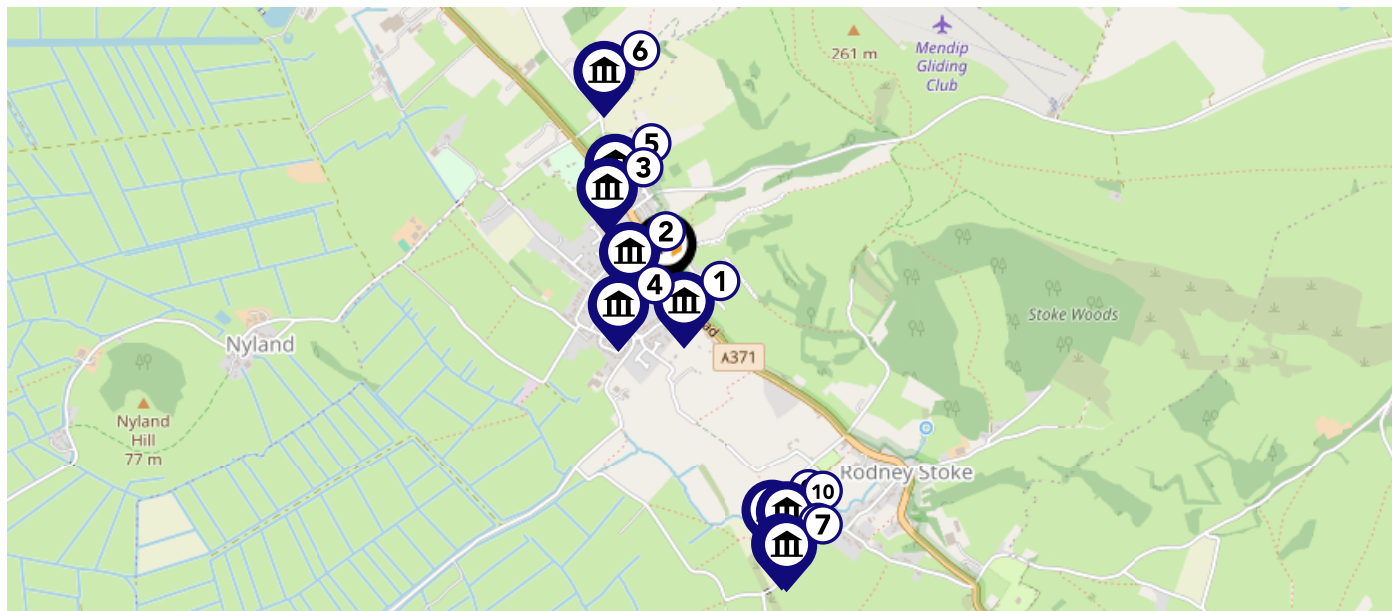 6
261 m
Mendip
Gliding
Club
5
3
2
4
1
Stoke Woods
Nyland
A371
Nyland
Hill
77 m
Rodney Stoke
10
7